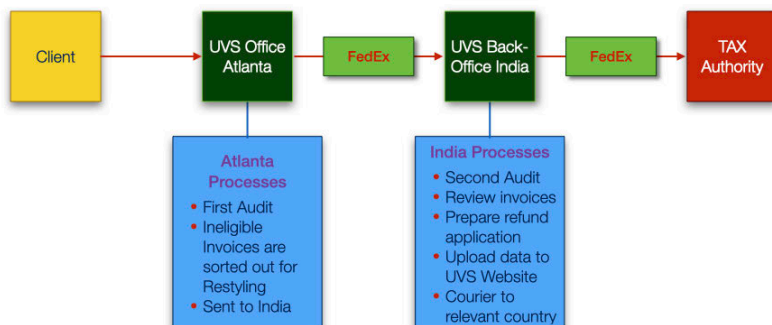 Client
UVS Office
Atlanta
FedEx
UVS Back-
Office India
FedEx
TAX
Authority
Atlanta
Processes
• First Audit
• Ineligible
Invoices are
sorted out for
Restyling
• Sent to India
India Processes
• Second Audit
• Review invoices
• Prepare refund
application
• Upload data to
UVS Website
• Courier to
relevant country